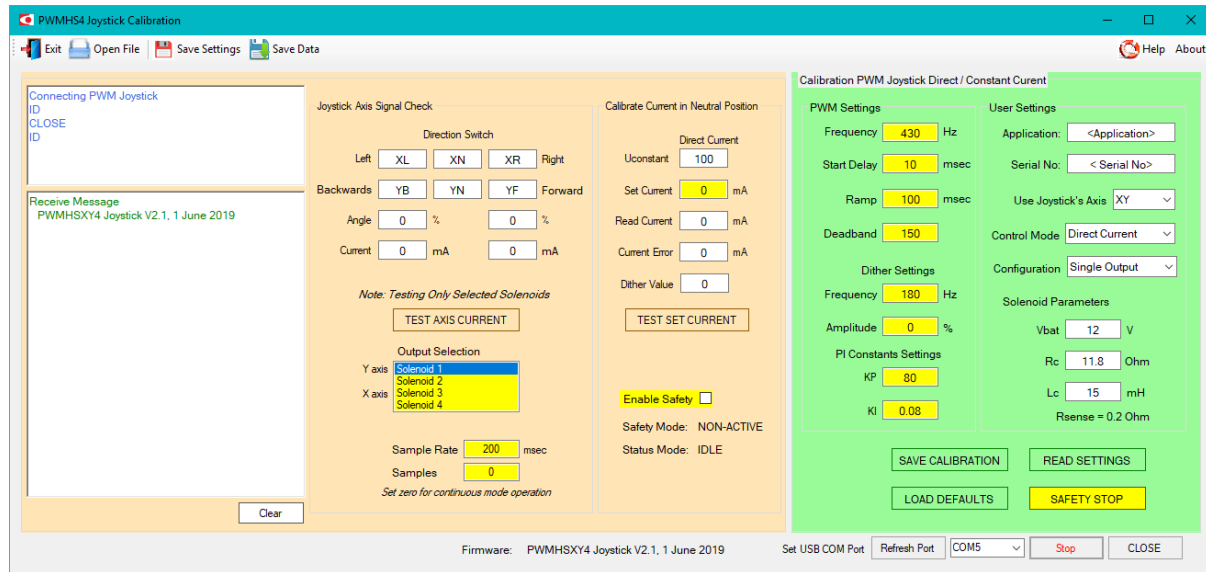 PWMHS4 Joystick Calibration
Exit Open File Save Settings Save Data Help About
Connecting PWM Joystick
ID
CLOSE
ID
Receive Message
PWMHSXY4 Joystick V2.1, 1 June 2019
Clear
Joystick Axis Signal Check
Direction Switch
Left XL XN XR Right
Backwards YB YN YF Forward
Angle 0 % 0 %
Current 0 mA 0 mA
Note: Testing Only Selected Solenoids
TEST AXIS CURRENT
Output Selection
Y axis Solenoid 1
Solenoid 2
X axis Solenoid 3
Solenoid 4
Sample Rate 200 msec
Samples 0
Set zero for continuous mode operation
Calibrate Current in Neutral Position
Direct Current
Uconstant 100
Set Current 0 mA
Read Current 0 mA
Current Error 0 mA
Dither Value 0
TEST SET CURRENT
Enable Safety
Safety Mode: NON-ACTIVE
Status Mode: IDLE
Calibration PWM Joystick Direct / Constant Curent
PWM Settings
Frequency 430 Hz
Start Delay 10 msec
Ramp 100 msec
Deadband 150
Dither Settings
Frequency 180 Hz
Amplitude 0 %
PI Constants Settings
KP 80
KI 0.08
User Settings
Application: <Application>
Serial No: < Serial No>
Use Joystick's Axis XY
Control Mode Direct Current
Configuration Single Output
Solenoid Parameters
Vbat 12 V
Rc 11.8 Ohm
Lc 15 mH
Rsense = 0.2 Ohm
SAVE CALIBRATION READ SETTINGS
LOAD DEFAULTS SAFETY STOP
Firmware: PWMHSXY4 Joystick V2.1, 1 June 2019 Set USB COM Port Refresh Port COM5 Stop CLOSE